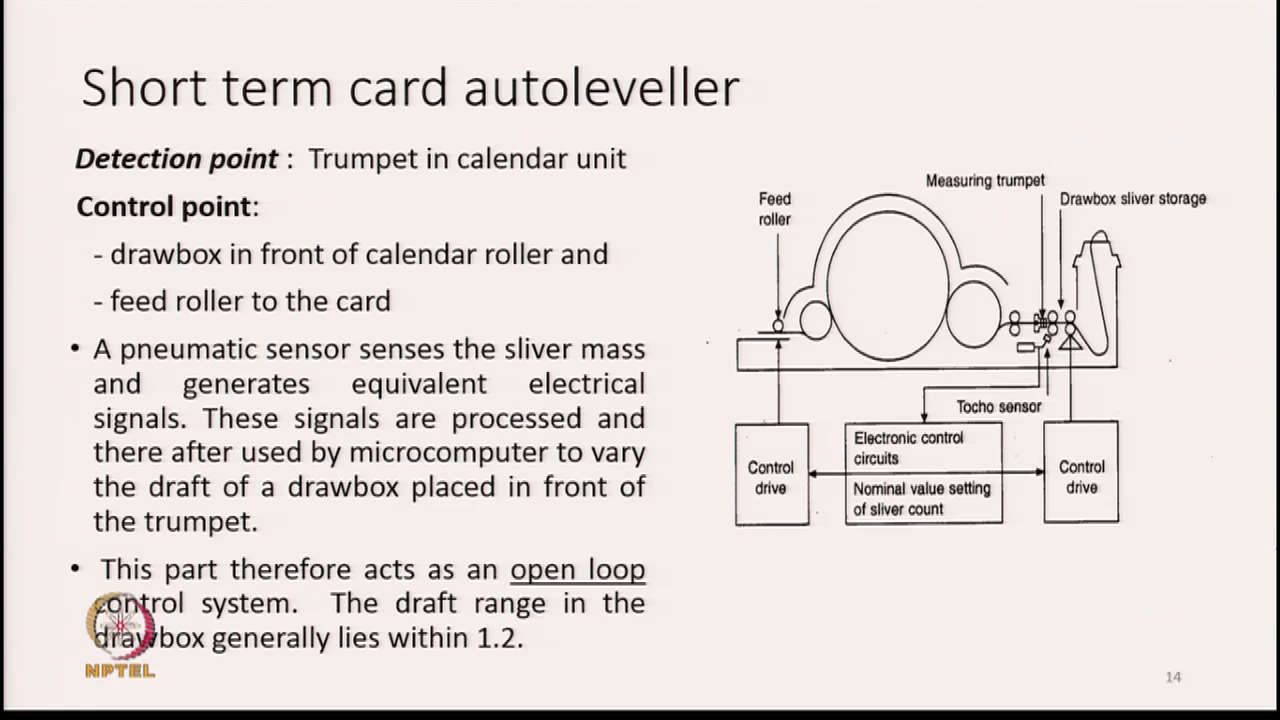 Short term card autoleveller
Detection point : Trumpet in calendar unit
Control point:
- drawbox in front of calendar roller and
- feed roller to the card
• A pneumatic sensor senses the sliver mass
and generates equivalent electrical
signals. These signals are processed and
there after used by microcomputer to vary
the draft of a drawbox placed in front of
the trumpet.
• This part therefore acts as an open loop
control system. The draft range in the
drawbox generally lies within 1.2.
Measuring trumpet
Feed
roller
Drawbox sliver storage
Tocho sensor
Control
drive
Electronic control
circuits
Nominal value setting
of sliver count
Control
drive
NPTEL
14